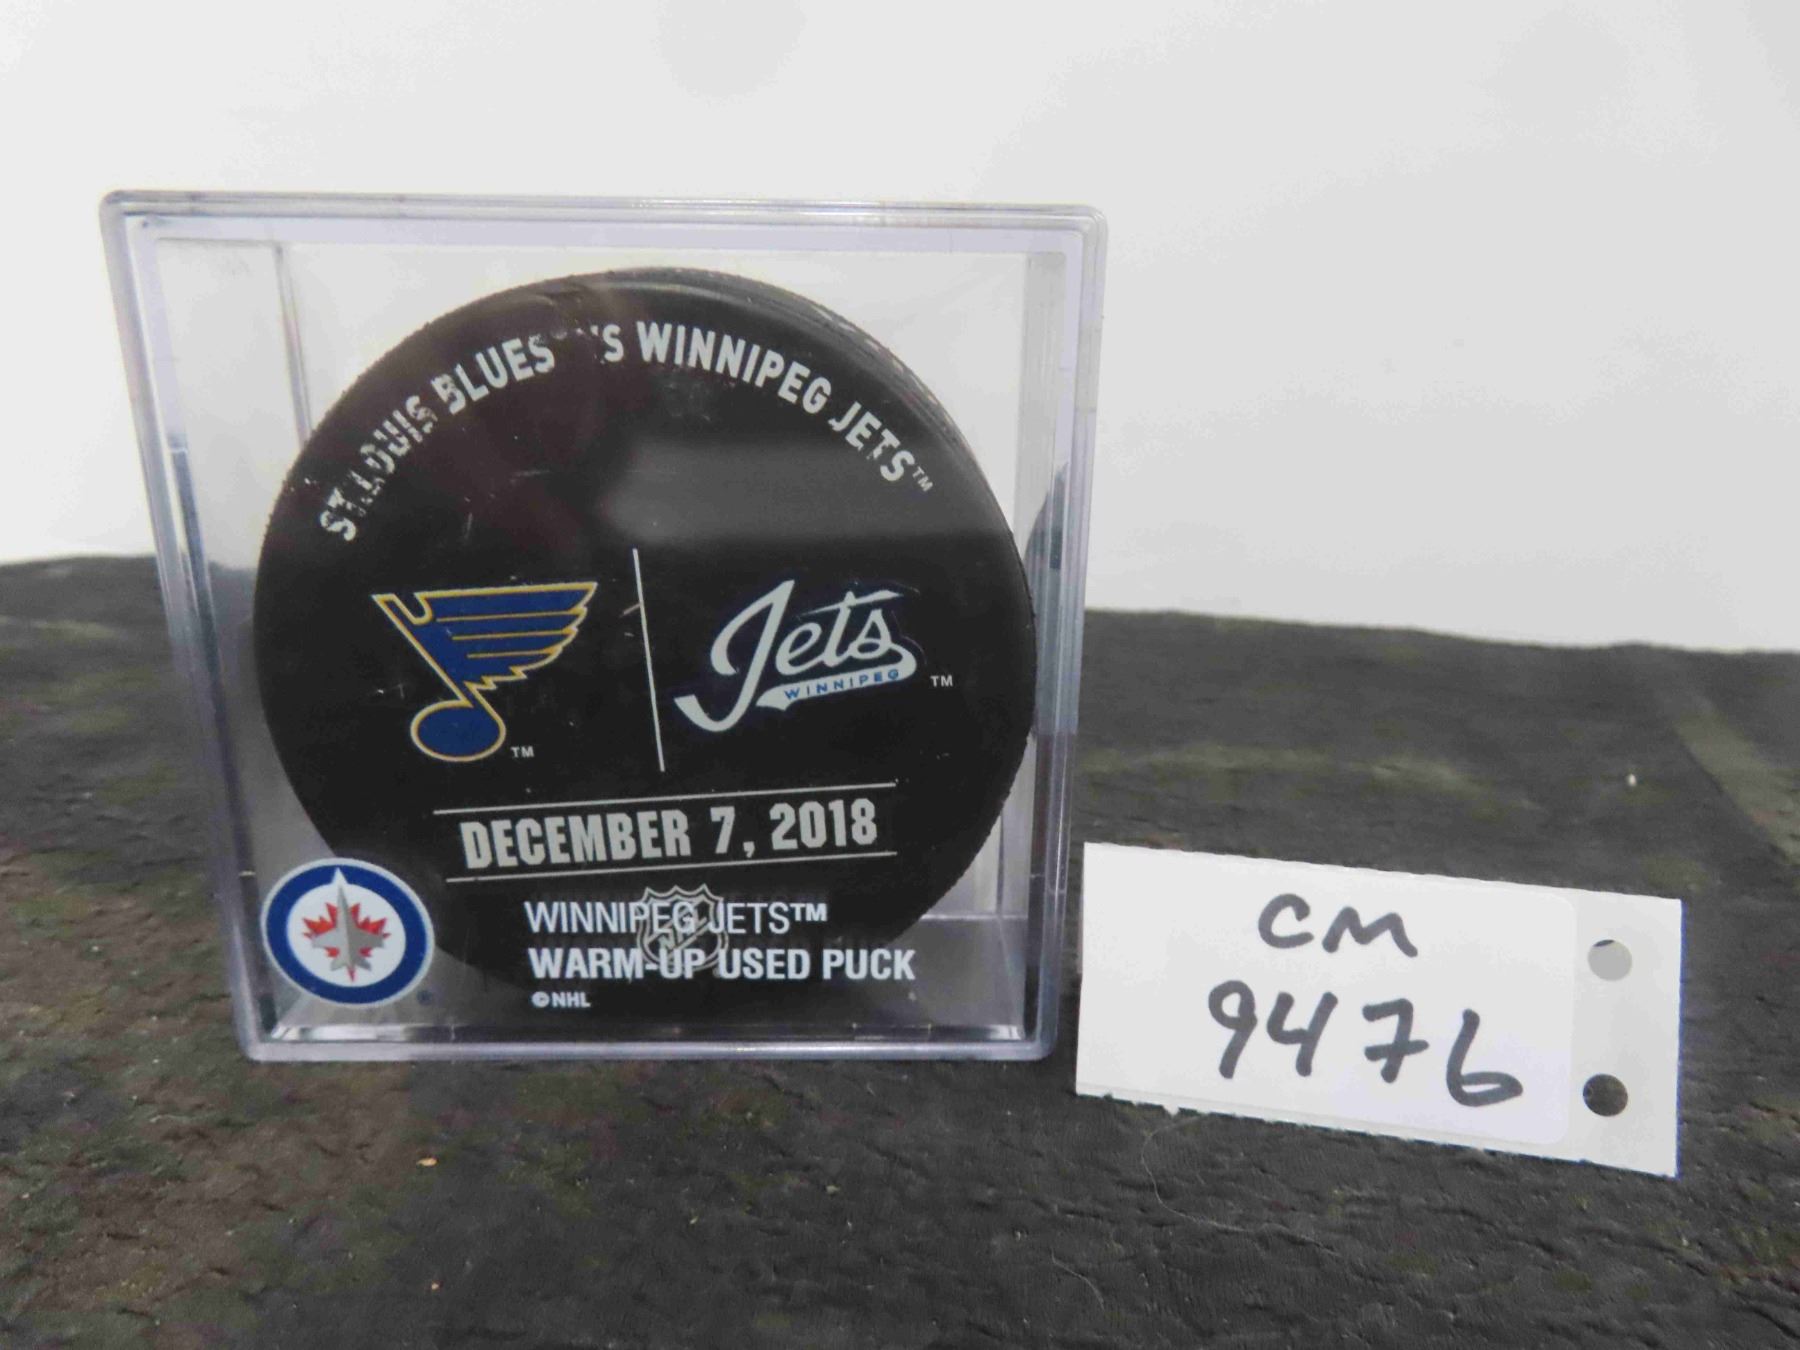 ST. LOUIS BLUES VS WINNIPEG JETS™
Jets
WINNIPEG
TM
TM
DECEMBER 7, 2018
WINNIPEG JETS™
WARM-UP USED PUCK
©NHL
CM
9476